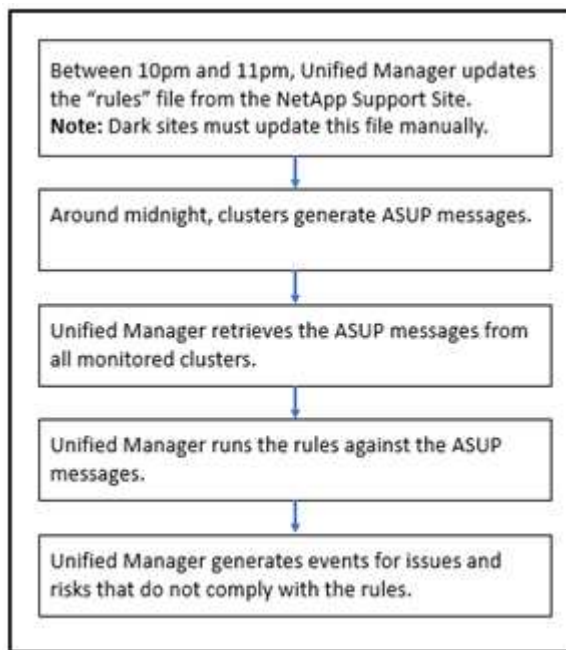 Between 10pm and 11pm, Unified Manager updates
the “rules” file from the NetApp Support Site.
Note: Dark sites must update this file manually.
Around midnight, clusters generate ASUP messages.
Unified Manager retrieves the ASUP messages from
all monitored clusters.
Unified Manager runs the rules against the ASUP
messages.
Unified Manager generates events for issues and
risks that do not comply with the rules.